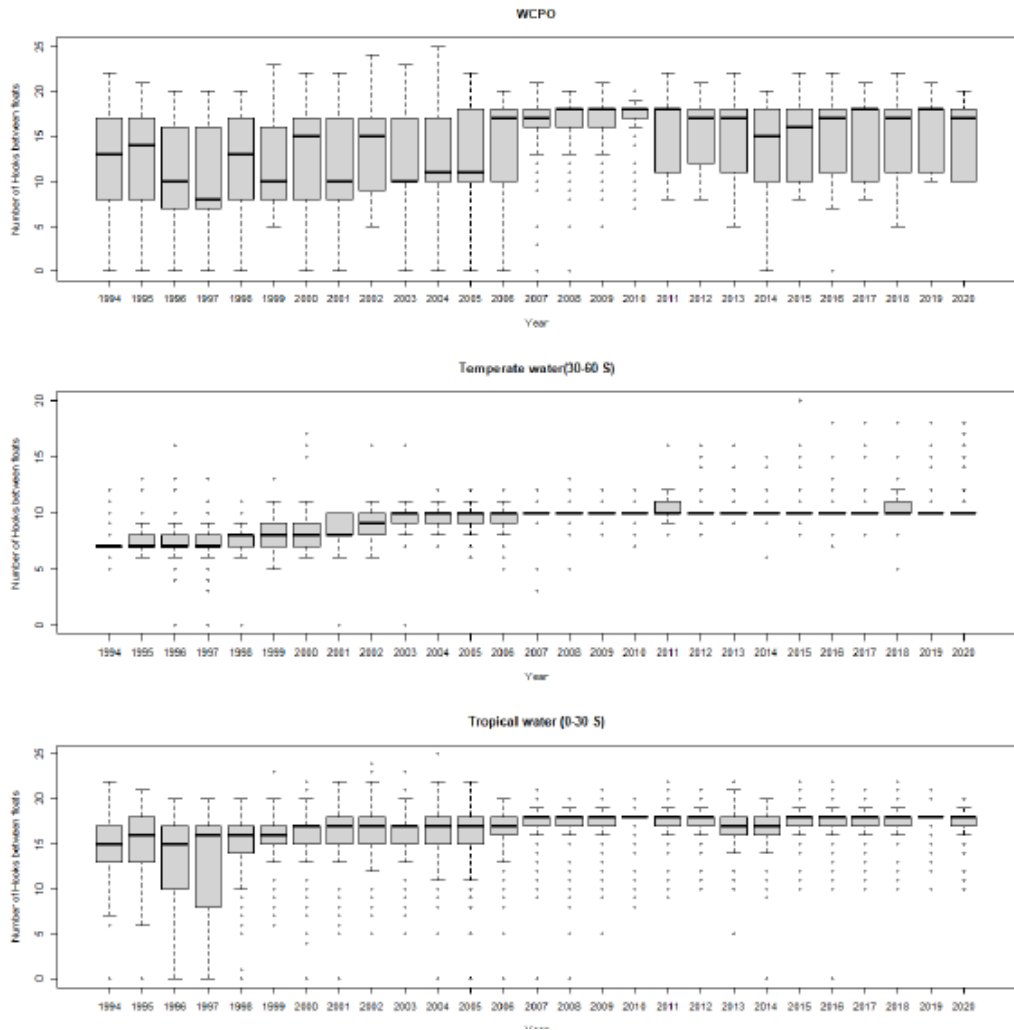 WCPO
Number of Hooks between floats
25
20
15
10
5
0
1994 1995 1996 1997 1998 1999 2000 2001 2002 2003 2004 2005 2006 2007 2008 2009 2010 2011 2012 2013 2014 2015 2016 2017 2018 2019 2020
Year
Temperate water(30-60 S)
Number of Hooks between floats
20
15
10
5
0
1994 1995 1996 1997 1998 1999 2000 2001 2002 2003 2004 2005 2006 2007 2008 2009 2010 2011 2012 2013 2014 2015 2016 2017 2018 2019 2020
Year
Tropical water (0-30 S)
Number of Hooks between floats
25
20
15
10
5
0
1994 1995 1996 1997 1998 1999 2000 2001 2002 2003 2004 2005 2006 2007 2008 2009 2010 2011 2012 2013 2014 2015 2016 2017 2018 2019 2020
Year